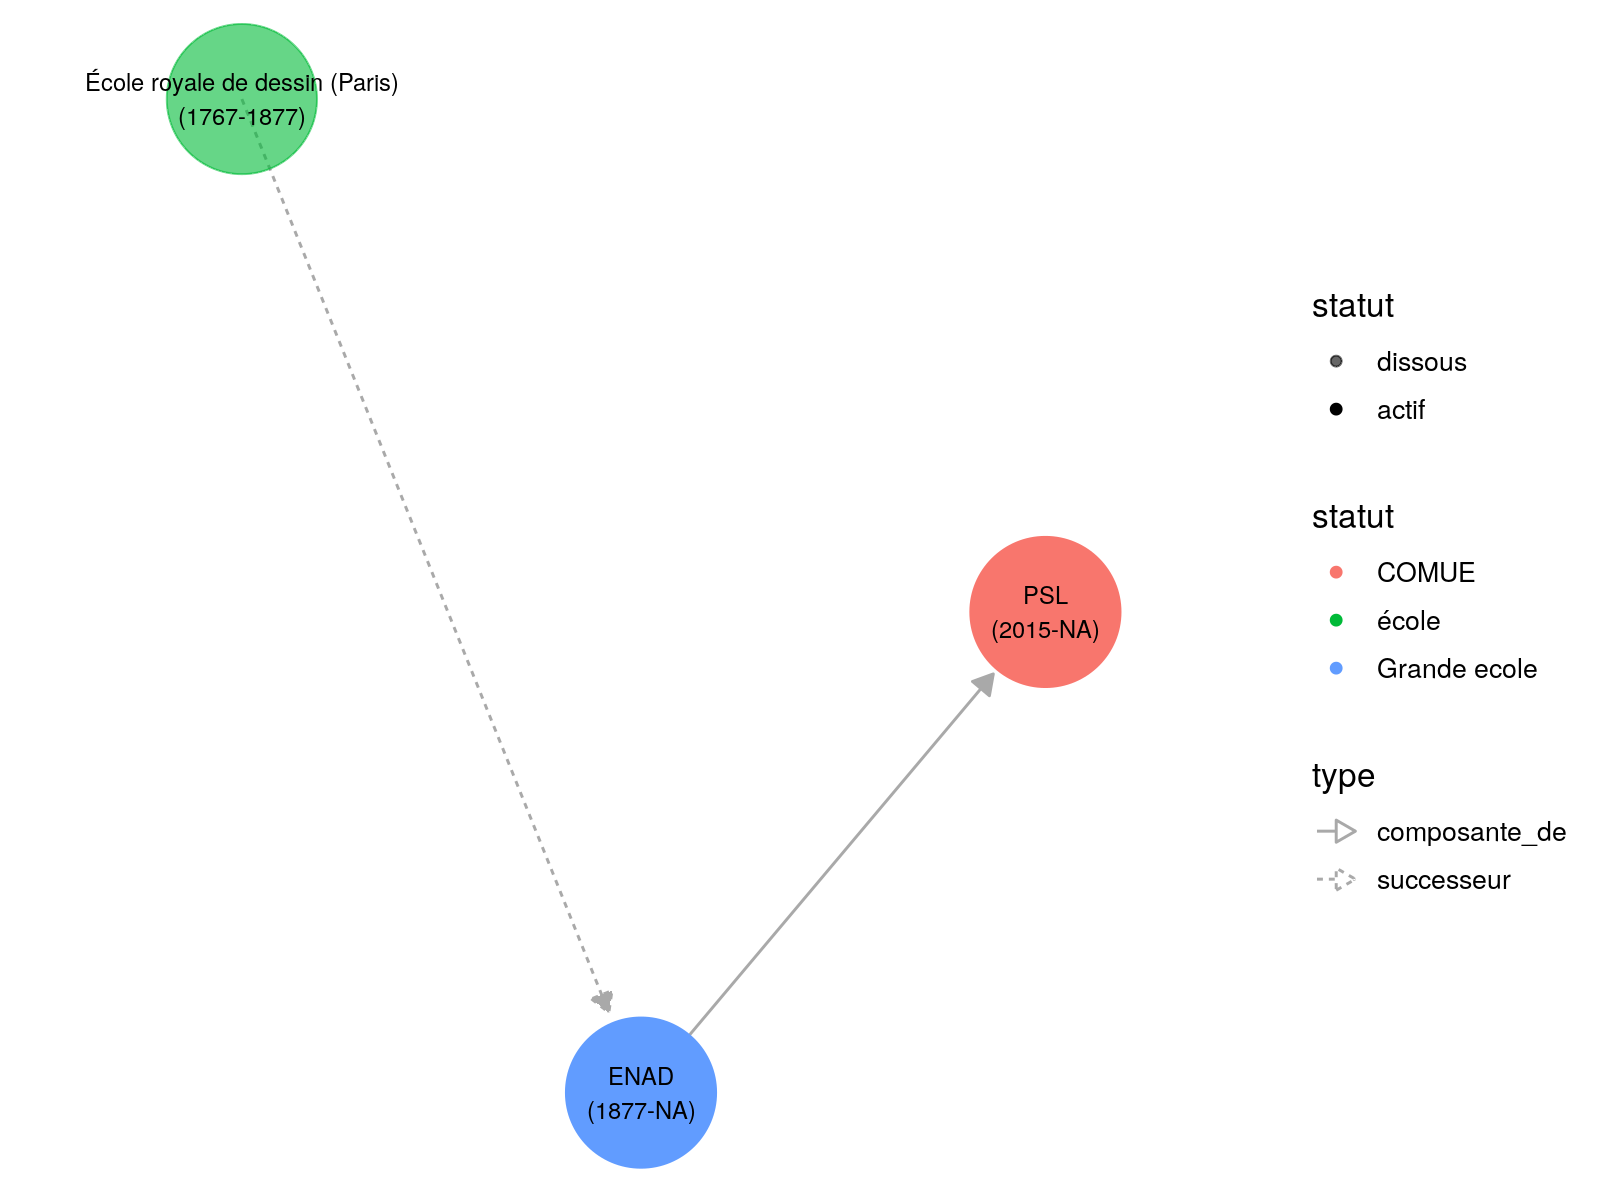 École royale de dessin (Paris)
(1767-1877)
PSL
(2015-NA)
ENAD
(1877-NA)
statut
dissous
actif
statut
COMUE
école
Grande ecole
type
composante_de
successeur